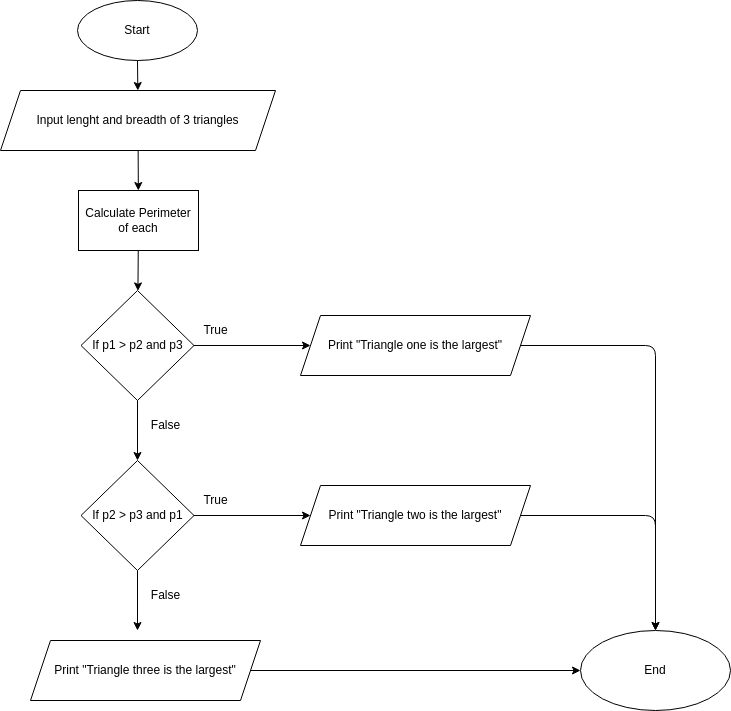 Start
Input lenght and breadth of 3 triangles
Calculate Perimeter
of each
If p1 > p2 and p3
True
Print "Triangle one is the largest"
False
If p2 > p3 and p1
True
Print "Triangle two is the largest"
False
Print "Triangle three is the largest"
End